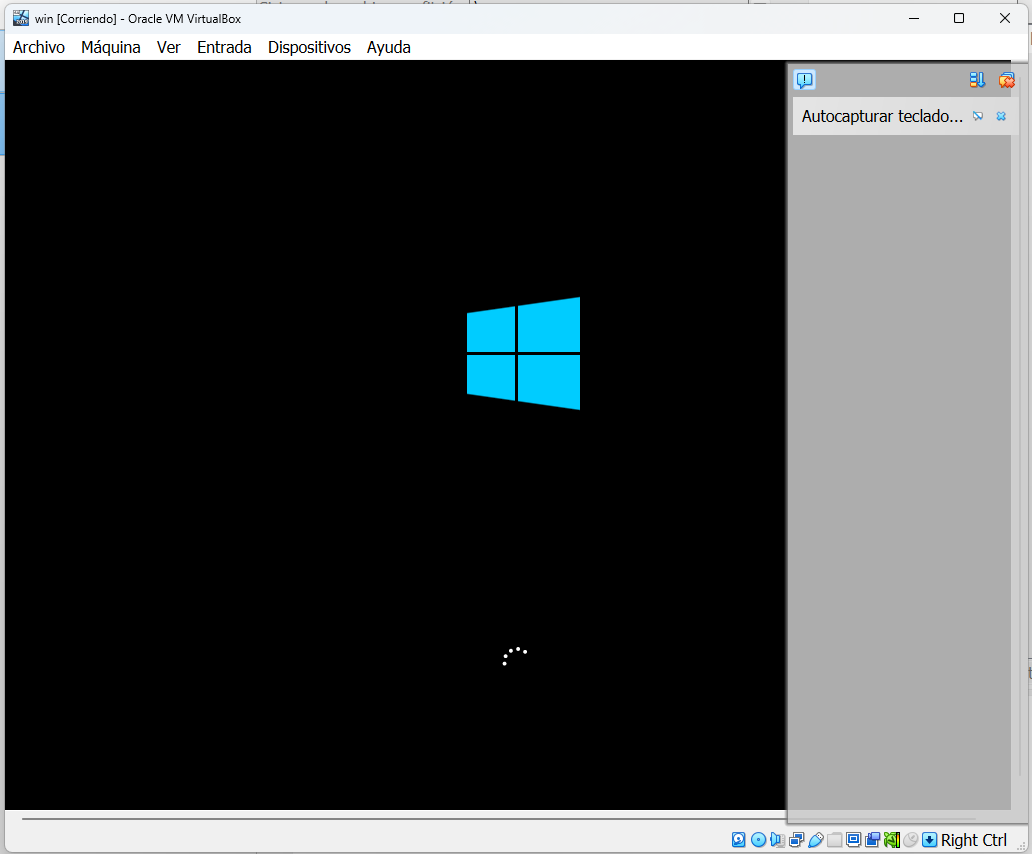 win [Corriendo] - Oracle VM VirtualBox
Archivo Máquina Ver Entrada Dispositivos Ayuda
Autocapturar teclado...
Right Ctrl